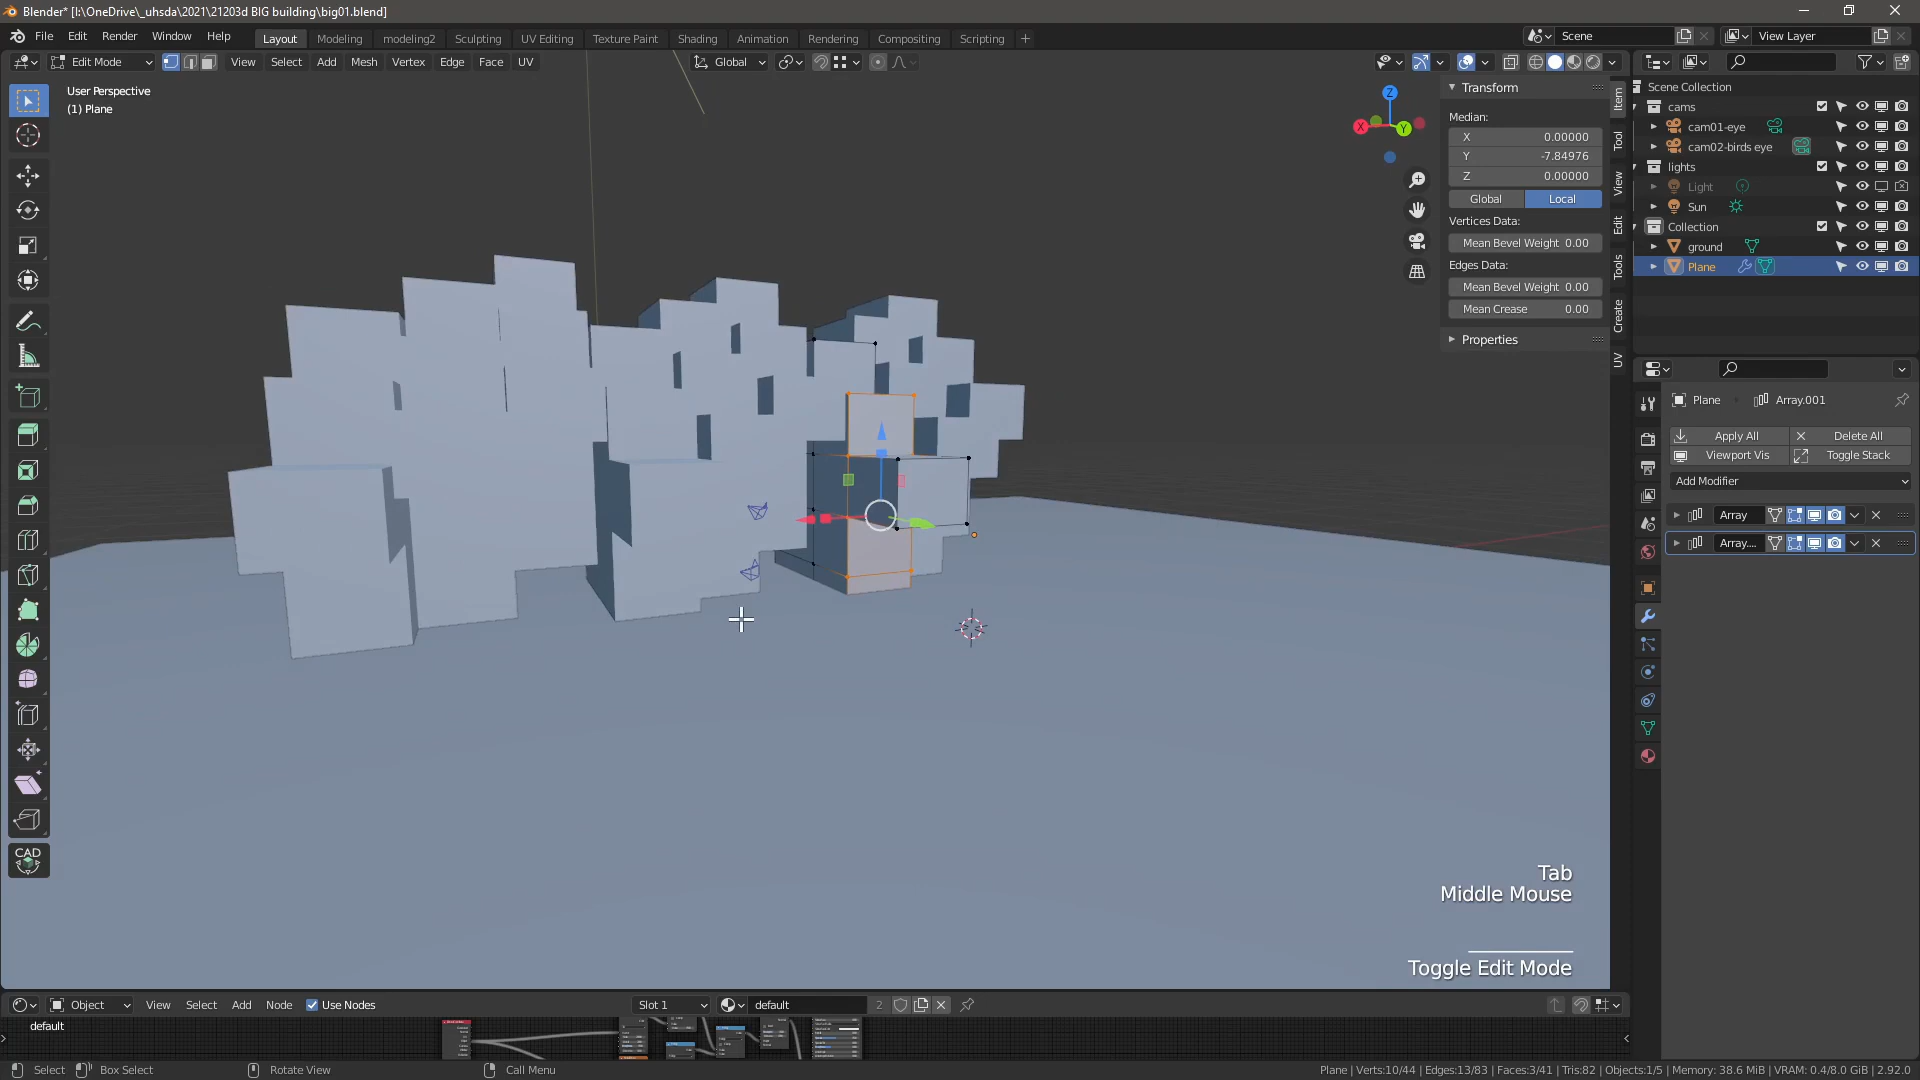 Blender* [I:\OneDrive\_uhsda\2021\21203d BIG building\big01.blend]
File Edit Render Window Help Layout Modeling modeling2 Sculpting UV Editing Texture Paint Shading Animation Rendering Compositing Scripting + Scene View Layer
Edit Mode View Select Add Mesh Vertex Edge Face UV Global
User Perspective
(1) Plane
Z
X
Y
Transform
Median:
X 0.00000
Y -7.84976
Z 0.00000
Global Local
Vertices Data:
Mean Bevel Weight 0.00
Edges Data:
Mean Bevel Weight 0.00
Mean Crease 0.00
Properties
Item
Tool
View
Edit
Tools
Create
UV
Scene Collection
cams
cam01-eye
cam02-birds eye
lights
Light
Sun
Collection
ground
Plane
Plane Array.001
Apply All Delete All
Viewport Vis Toggle Stack
Add Modifier
Array
Array....
CAD
Tab
Middle Mouse
Toggle Edit Mode
Object View Select Add Node Use Nodes Slot 1 default 2
default
Select Box Select Rotate View Call Menu Plane | Verts:10/44 | Edges:13/83 | Faces:3/41 | Tris:82 | Objects:1/5 | Memory: 38.6 MiB | VRAM: 0.4/8.0 GiB | 2.92.0